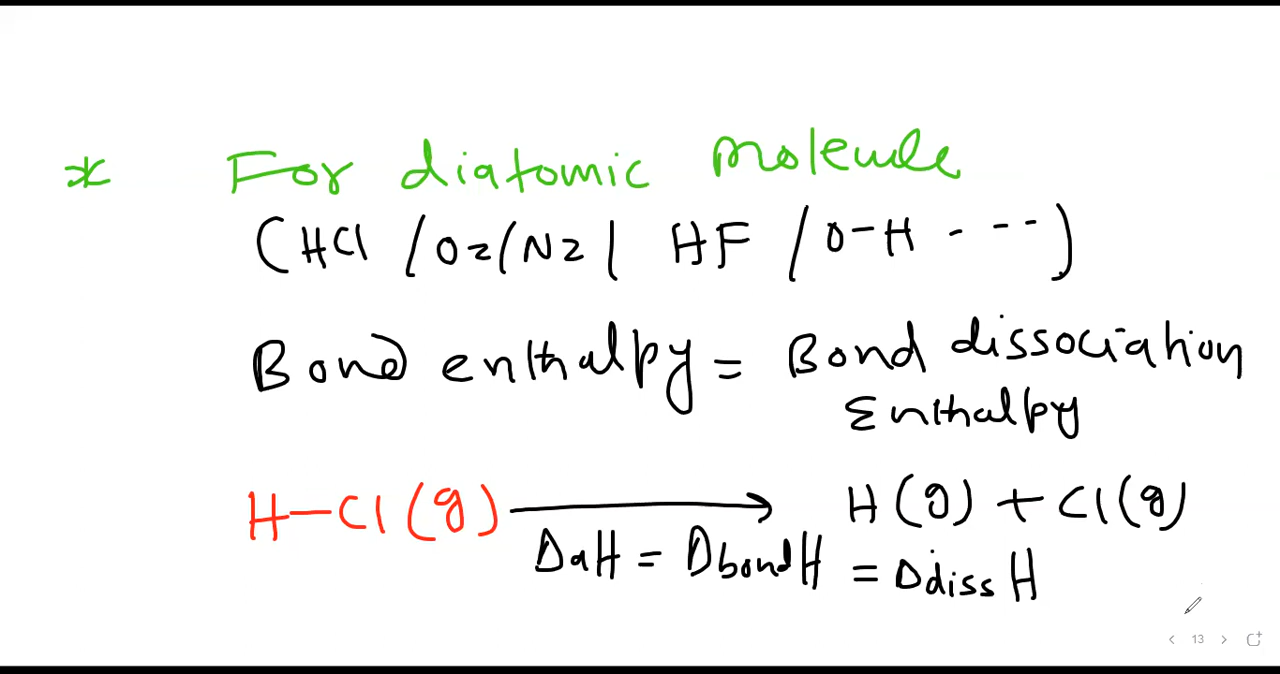 * For diatomic molecule
(HCl / O2 / N2 / HF / O-H - - - )
Bond enthalpy = Bond dissociation
Enthalpy
H-Cl(g) → H(g) + Cl(g)
ΔaH = ΔbondH = ΔdissH
< 13 >